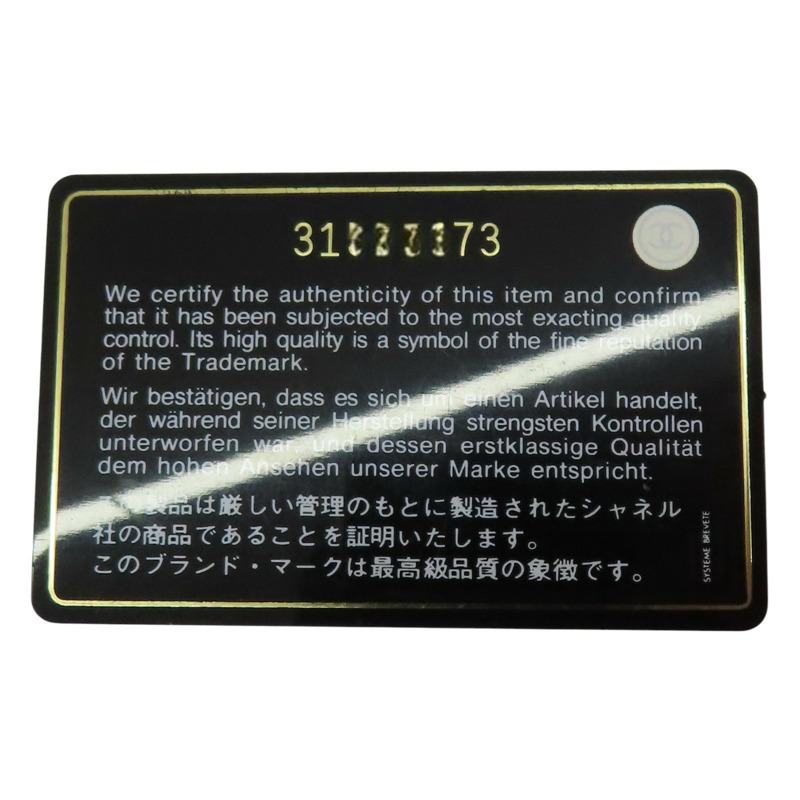 31 73
We certify the authenticity of this item and confirm
that it has been subjected to the most exacting quality
control. Its high quality is a symbol of the fine reputation
of the Trademark.
Wir bestätigen, dass es sich um einen Artikel handelt,
der während seiner Herstellung strengsten Kontrollen
unterworfen war, und dessen erstklassige Qualität
dem hohen Ansehen unserer Marke entspricht.
この製品は厳しい管理のもとに製造されたシャネル
社の商品であることを証明いたします。
このブランド・マークは最高級品質の象徴です。
SYSTEME BREVETE